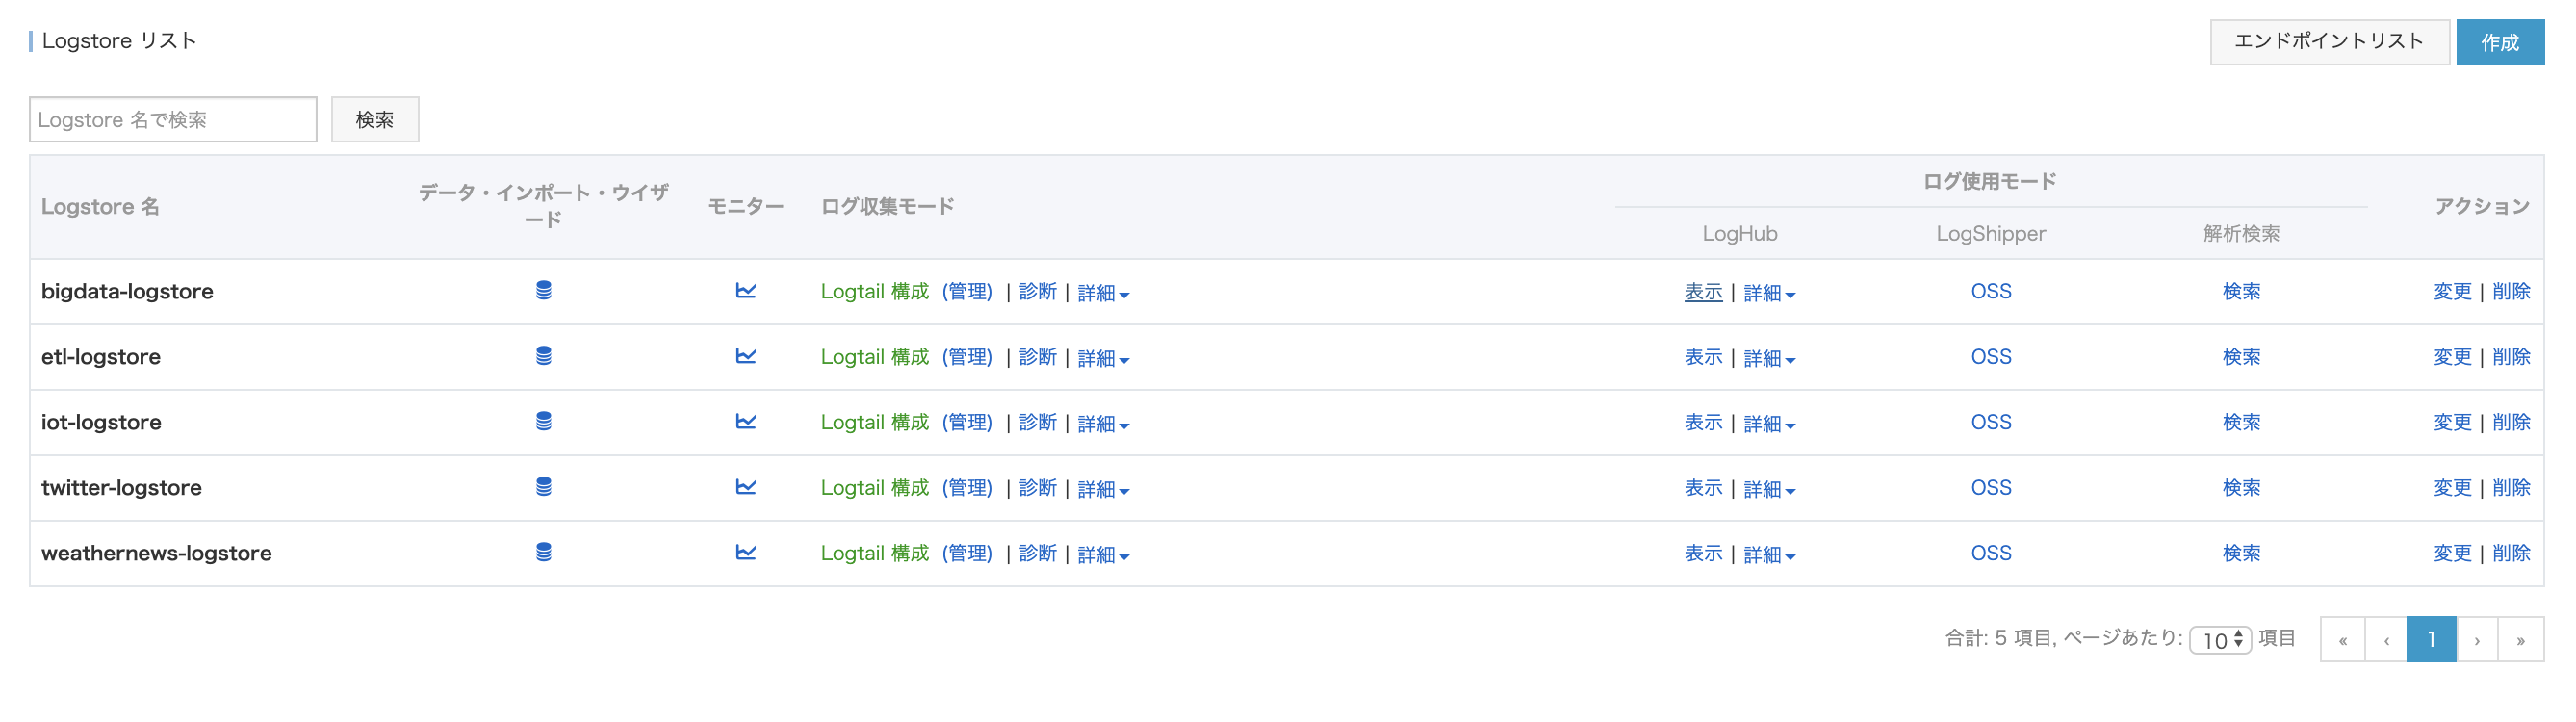 Logstore リスト
エンドポイントリスト 作成
Logstore 名で検索 検索
Logstore 名 データ・インポート・ウイザード モニター ログ収集モード ログ使用モード アクション
LogHub LogShipper 解析検索
bigdata-logstore Logtail 構成 (管理) | 診断 | 詳細 表示 | 詳細 OSS 検索 変更 | 削除
etl-logstore Logtail 構成 (管理) | 診断 | 詳細 表示 | 詳細 OSS 検索 変更 | 削除
iot-logstore Logtail 構成 (管理) | 診断 | 詳細 表示 | 詳細 OSS 検索 変更 | 削除
twitter-logstore Logtail 構成 (管理) | 診断 | 詳細 表示 | 詳細 OSS 検索 変更 | 削除
weathernews-logstore Logtail 構成 (管理) | 診断 | 詳細 表示 | 詳細 OSS 検索 変更 | 削除
合計: 5 項目, ページあたり: 10 項目 « ‹ 1 › »